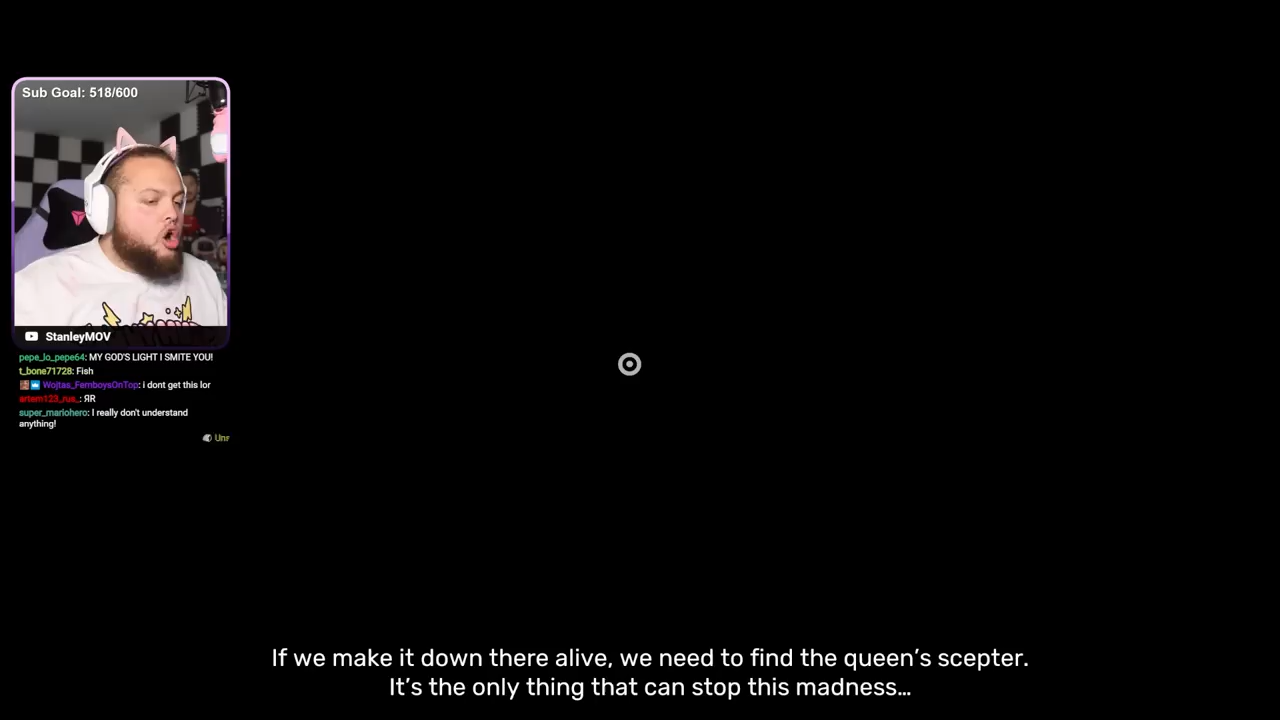 Sub Goal: 518/600
StanleyMOV
pepe_lo_pepe64: MY GOD'S LIGHT I SMITE YOU!
t_bone71728: Fish
Wojtas_FemboysOnTop: i dont get this lor
artem123_rus_: ЯR
super_mariohero: I really don't understand
anything!
Unr
If we make it down there alive, we need to find the queen's scepter.
It's the only thing that can stop this madness...